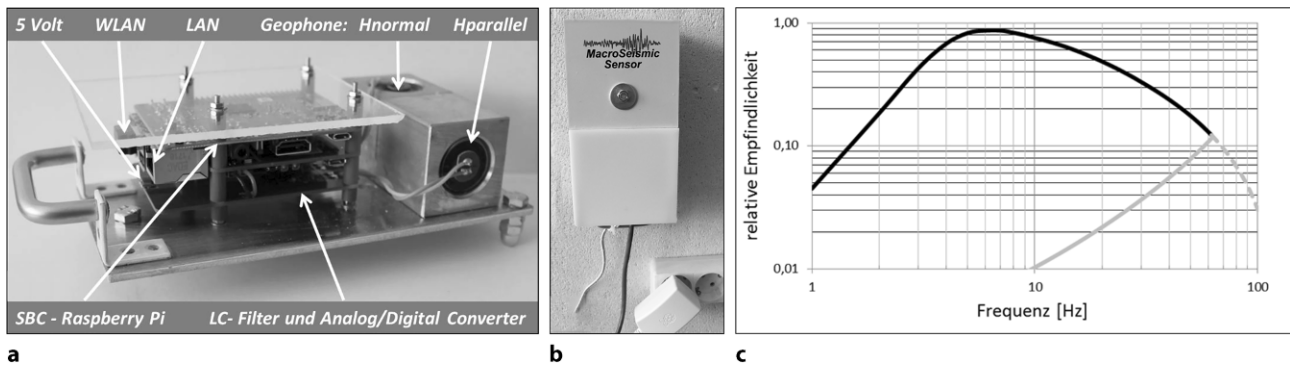 5 Volt WLAN LAN Geophone: Hnormal Hparallel
SBC - Raspberry Pi LC- Filter und Analog/Digital Converter
a
MacroSeismic
Sensor
b
relative Empfindlichkeit
1,00
0,10
0,01
1 10 100
Frequenz [Hz]
c